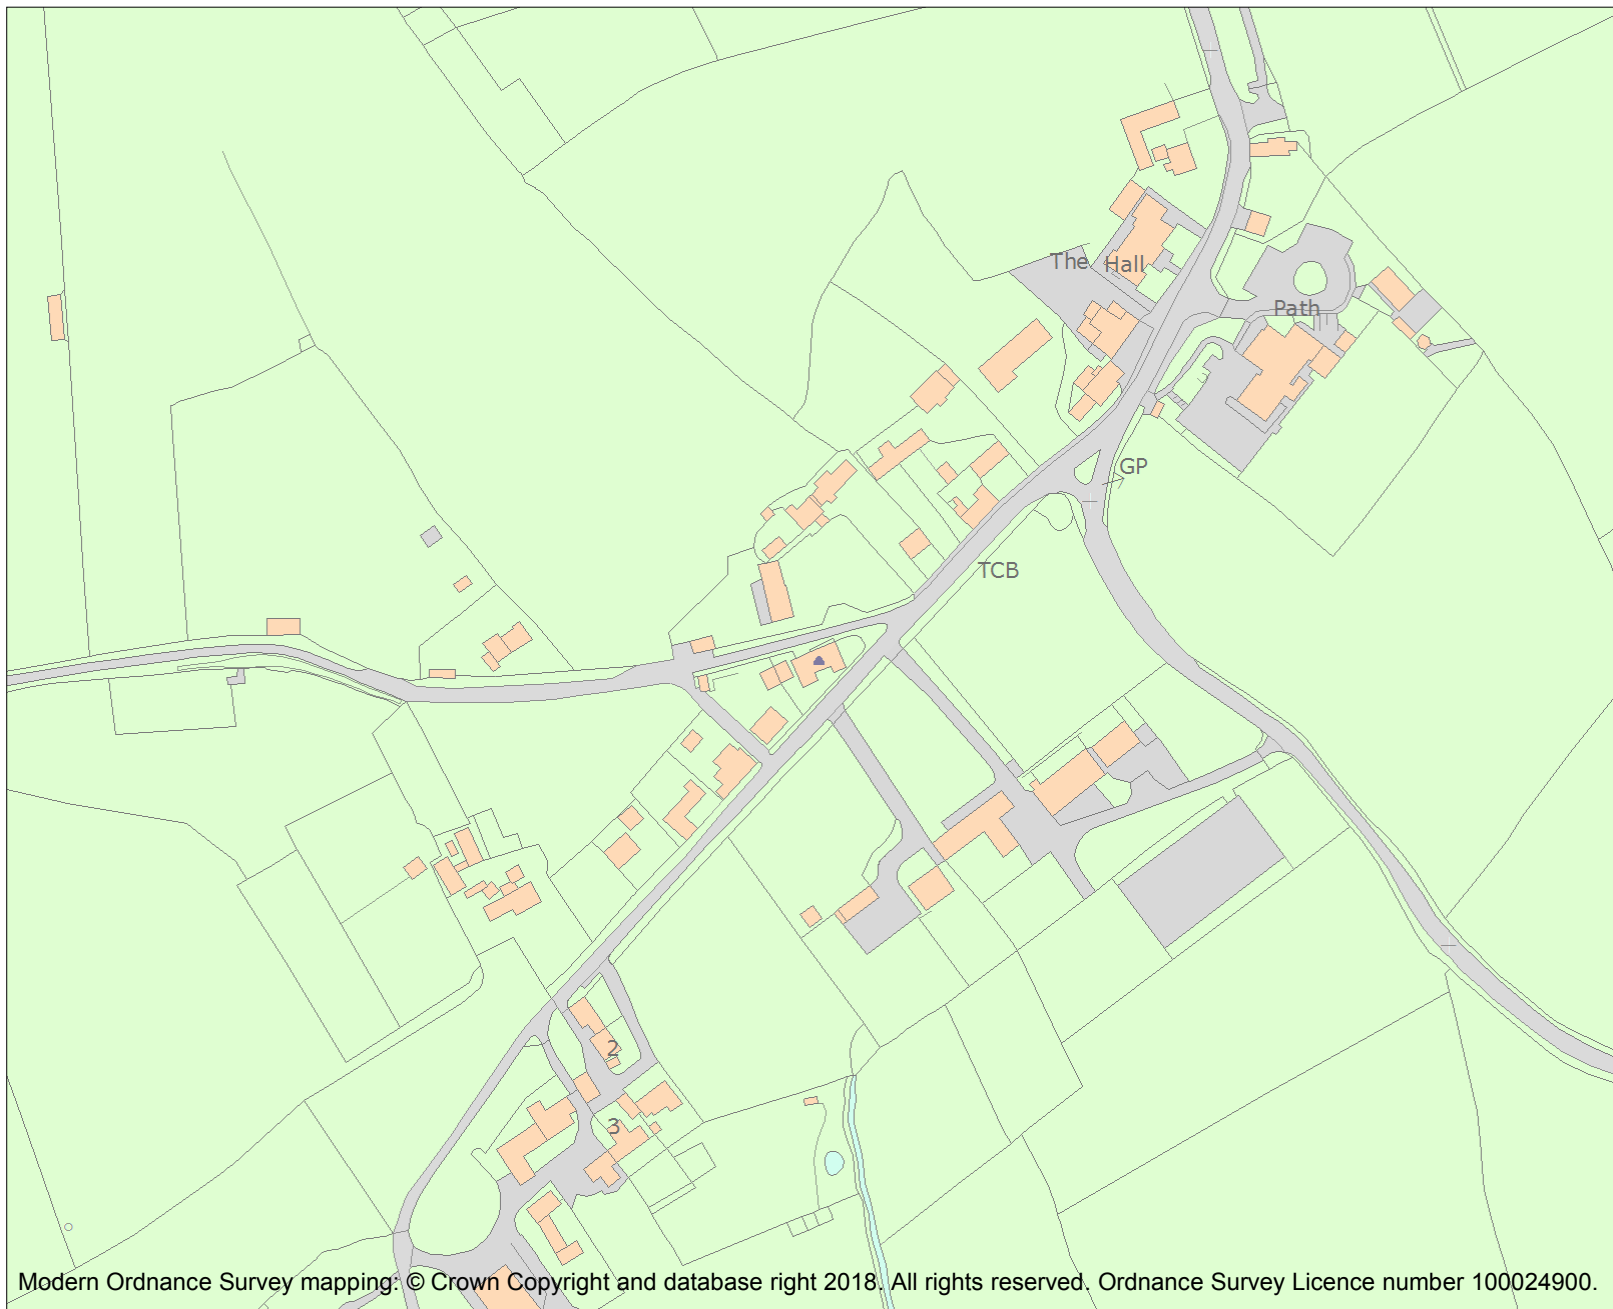 The Hall
Path
GP
TCB
2
3
Modern Ordnance Survey mapping: © Crown Copyright and database right 2018. All rights reserved. Ordnance Survey Licence number 100024900.